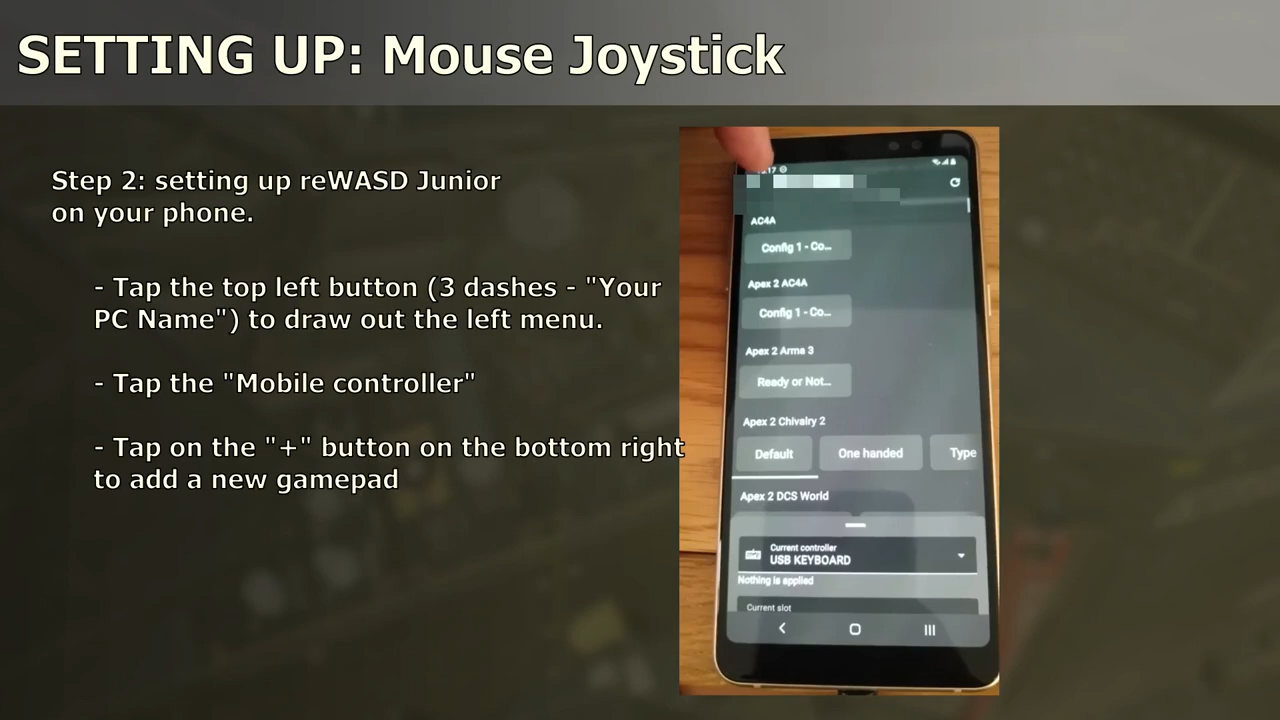 SETTING UP: Mouse Joystick
Step 2: setting up reWASD Junior
on your phone.
- Tap the top left button (3 dashes - "Your
PC Name") to draw out the left menu.
- Tap the "Mobile controller"
- Tap on the "+" button on the bottom right
to add a new gamepad
AC4A
Config 1 - Co...
Apex 2 AC4A
Config 1 - Co...
Apex 2 Arma 3
Ready or Not...
Apex 2 Chivalry 2
Default One handed Type
Apex 2 DCS World
Current controller
USB KEYBOARD
Nothing is applied
Current slot